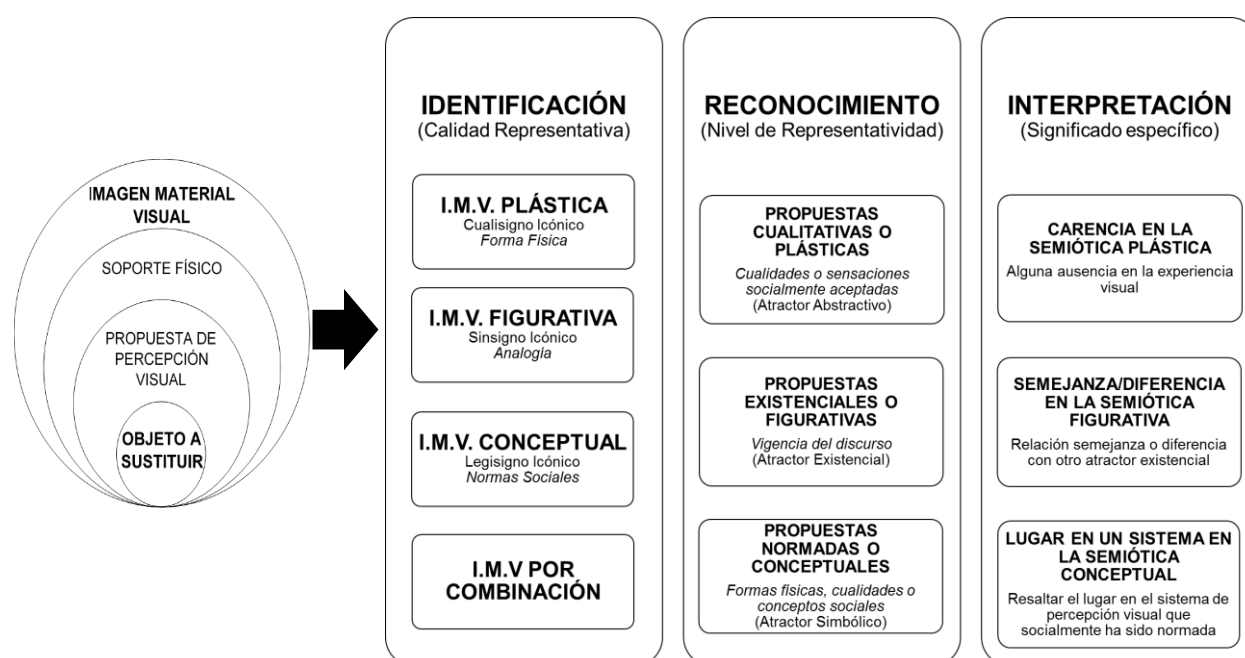 IMAGEN MATERIAL
VISUAL
SOPORTE FÍSICO
PROPUESTA DE
PERCEPCIÓN
VISUAL
OBJETO A
SUSTITUIR
IDENTIFICACIÓN
(Calidad Representativa)
I.M.V. PLÁSTICA
Cualisigno Icónico
Forma Física
I.M.V. FIGURATIVA
Sinsigno Icónico
Analogía
I.M.V. CONCEPTUAL
Legisigno Icónico
Normas Sociales
I.M.V POR
COMBINACIÓN
RECONOCIMIENTO
(Nivel de Representatividad)
PROPUESTAS
CUALITATIVAS O
PLÁSTICAS
Cualidades o sensaciones
socialmente aceptadas
(Atractor Abstractivo)
PROPUESTAS
EXISTENCIALES O
FIGURATIVAS
Vigencia del discurso
(Atractor Existencial)
PROPUESTAS
NORMADAS O
CONCEPTUALES
Formas físicas, cualidades o
conceptos sociales
(Atractor Simbólico)
INTERPRETACIÓN
(Significado específico)
CARENCIA EN LA
SEMIÓTICA PLÁSTICA
Alguna ausencia en la experiencia
visual
SEMEJANZA/DIFERENCIA
EN LA SEMIÓTICA
FIGURATIVA
Relación semejanza o diferencia
con otro atractor existencial
LUGAR EN UN SISTEMA EN
LA SEMIÓTICA
CONCEPTUAL
Resaltar el lugar en el sistema de
percepción visual que
socialmente ha sido normada